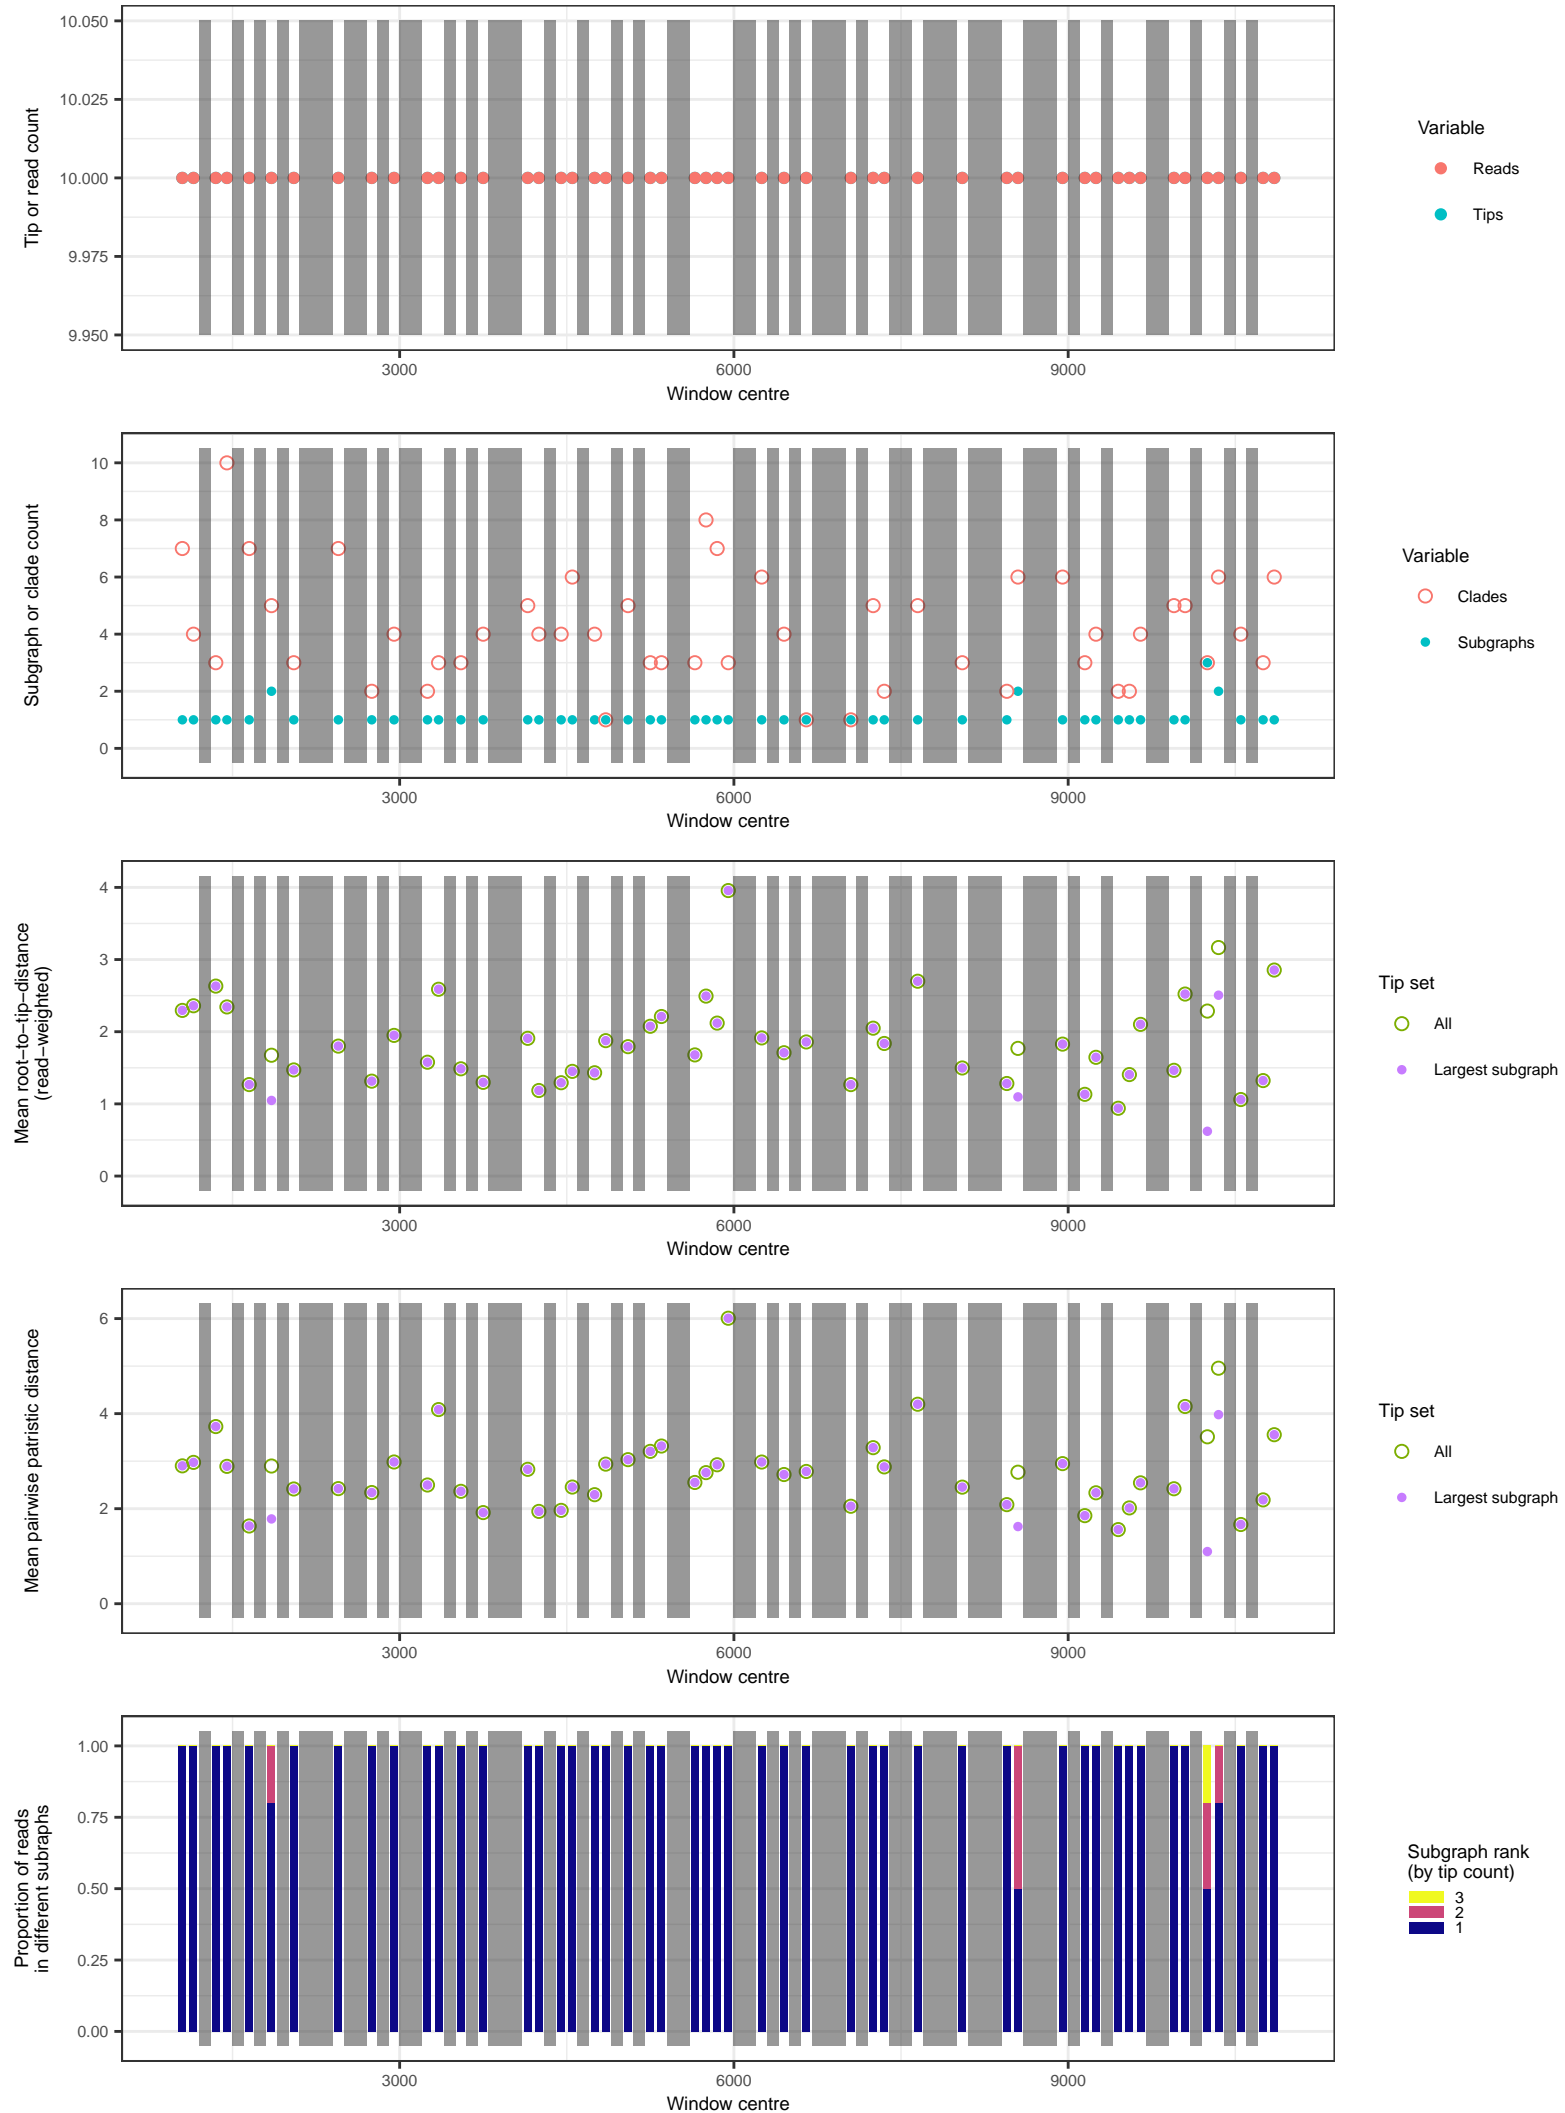 10.050
10.025
10.000
9.975
9.950
Tip or read count
3000
6000
9000
Window centre
Variable
Reads
Tips
10
8
6
4
2
0
Subgraph or clade count
3000
6000
9000
Window centre
Variable
Clades
Subgraphs
4
3
2
1
0
Mean root−to−tip−distance
(read−weighted)
3000
6000
9000
Window centre
Tip set
All
Largest subgraph
6
4
2
0
Mean pairwise patristic distance
3000
6000
9000
Window centre
Tip set
All
Largest subgraph
1.00
0.75
0.50
0.25
0.00
Proportion of reads
in different subraphs
3000
6000
9000
Window centre
Subgraph rank
(by tip count)
3
2
1